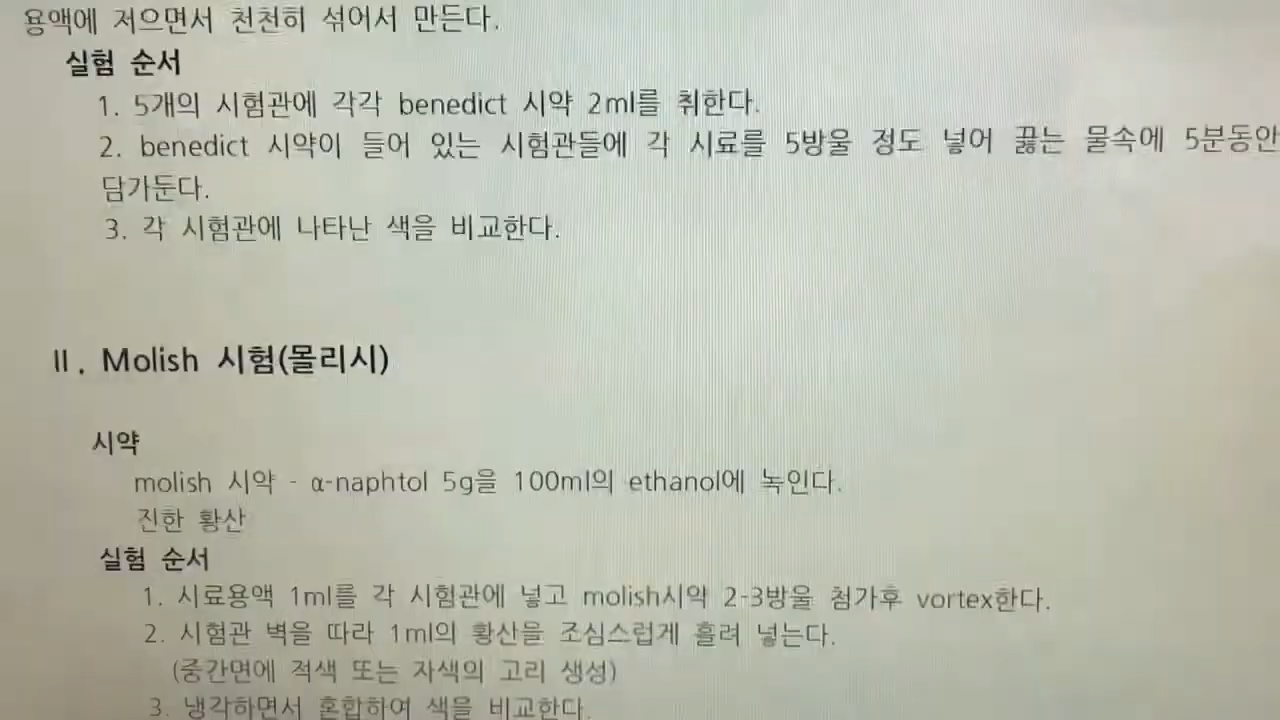 용액에 저으면서 천천히 섞어서 만든다.
실험 순서
1. 5개의 시험관에 각각 benedict 시약 2ml를 취한다.
2. benedict 시약이 들어 있는 시험관들에 각 시료를 5방울 정도 넣어 끓는 물속에 5분동안
담가둔다.
3. 각 시험관에 나타난 색을 비교한다.
II. Molish 시험(몰리시)
시약
molish 시약 - α-naphtol 5g을 100ml의 ethanol에 녹인다.
진한 황산
실험 순서
1. 시료용액 1ml를 각 시험관에 넣고 molish시약 2-3방울 첨가후 vortex한다.
2. 시험관 벽을 따라 1ml의 황산을 조심스럽게 흘려 넣는다.
(중간면에 적색 또는 자색의 고리 생성)
3. 냉각하면서 혼합하여 색을 비교한다.